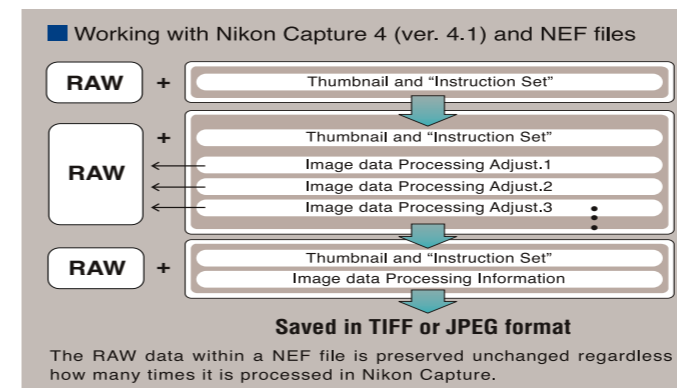 Working with Nikon Capture 4 (ver. 4.1) and NEF files
RAW + Thumbnail and “Instruction Set”
RAW + Thumbnail and “Instruction Set”
Image data Processing Adjust.1
Image data Processing Adjust.2
Image data Processing Adjust.3
RAW + Thumbnail and “Instruction Set”
Image data Processing Information
Saved in TIFF or JPEG format
The RAW data within a NEF file is preserved unchanged regardless
how many times it is processed in Nikon Capture.